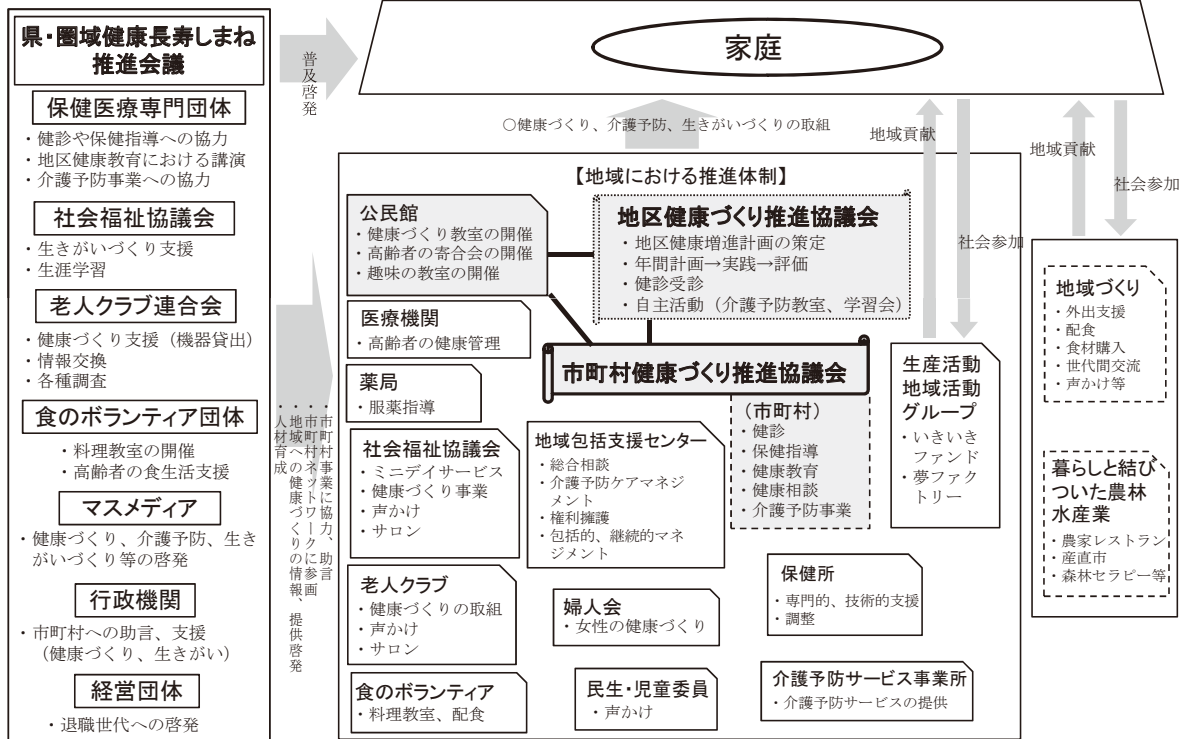 県・圏域健康長寿しまね
推進会議
保健医療専門団体
・健診や保健指導への協力
・地区健康教育における講演
・介護予防事業への協力
社会福祉協議会
・生きがいづくり支援
・生涯学習
老人クラブ連合会
・健康づくり支援（機器貸出）
・情報交換
・各種調査
食のボランティア団体
・料理教室の開催
・高齢者の食生活支援
マスメディア
・健康づくり、介護予防、生き
がいづくり等の啓発
行政機関
・市町村への助言、支援
（健康づくり、生きがい）
経営団体
・退職世代への啓発
普及啓発
・市町村事業に協力、助言
・市町村ネットワークに参画
・地域への健康づくりの情報、提供啓発
・人材育成
家庭
○健康づくり、介護予防、生きがいづくりの取組
地域貢献
社会参加
地域貢献
社会参加
【地域における推進体制】
公民館
・健康づくり教室の開催
・高齢者の寄合会の開催
・趣味の教室の開催
地区健康づくり推進協議会
・地区健康増進計画の策定
・年間計画→実践→評価
・健診受診
・自主活動（介護予防教室、学習会）
医療機関
・高齢者の健康管理
市町村健康づくり推進協議会
薬局
・服薬指導
（市町村）
・健診
・保健指導
・健康教育
・健康相談
・介護予防事業
社会福祉協議会
・ミニデイサービス
・健康づくり事業
・声かけ
・サロン
地域包括支援センター
・総合相談
・介護予防ケアマネジ
メント
・権利擁護
・包括的、継続的マネ
ジメント
生産活動
地域活動
グループ
・いきいき
ファンド
・夢ファク
トリー
老人クラブ
・健康づくりの取組
・声かけ
・サロン
婦人会
・女性の健康づくり
保健所
・専門的、技術的支援
・調整
食のボランティア
・料理教室、配食
民生・児童委員
・声かけ
介護予防サービス事業所
・介護予防サービスの提供
地域づくり
・外出支援
・配食
・食材購入
・世代間交流
・声かけ等
暮らしと結び
ついた農林
水産業
・農家レストラン
・産直市
・森林セラピー等